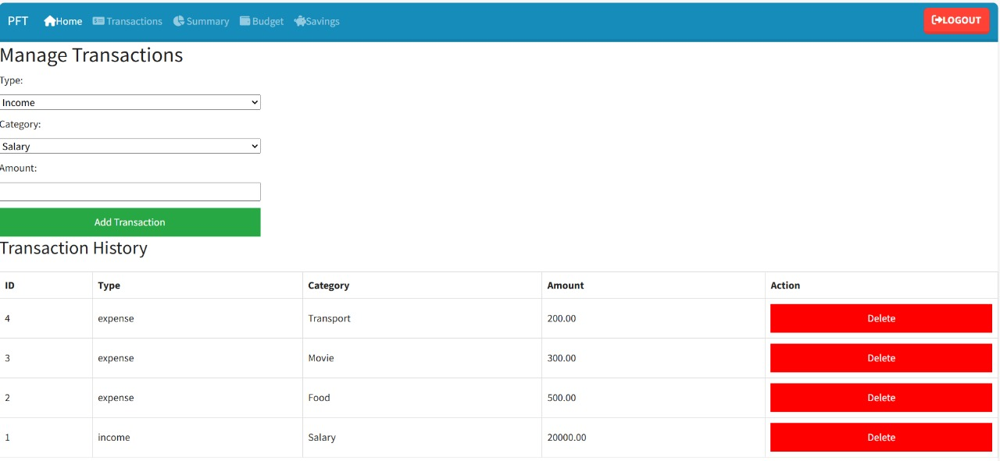 PFT Home Transactions Summary Budget Savings LOGOUT
Manage Transactions
Type:
Income
Category:
Salary
Amount:
Add Transaction
Transaction History
ID Type Category Amount Action
4 expense Transport 200.00 Delete
3 expense Movie 300.00 Delete
2 expense Food 500.00 Delete
1 income Salary 20000.00 Delete